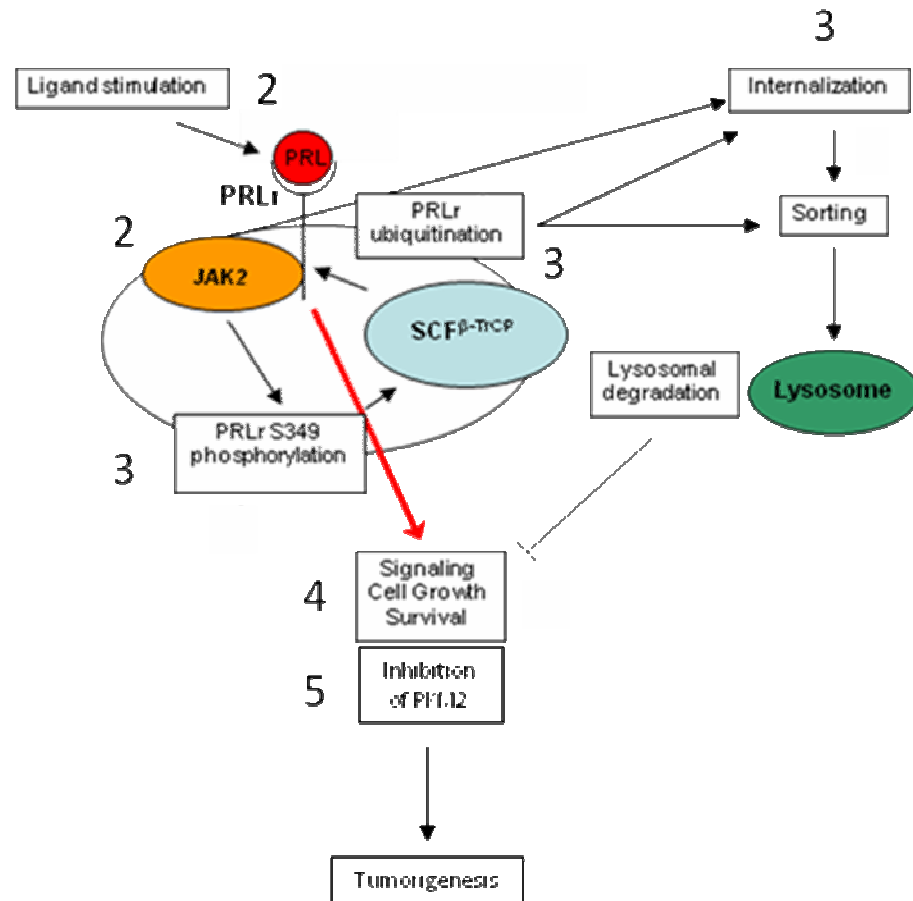 3
Ligand stimulation
2
Internalization
PRL
PRLr
PRLr
ubiquitination
Sorting
2
3
JAK2
SCFβ-TrCP
Lysosomal
degradation
Lysosome
PRLr S349
phosphorylation
3
Signaling
Cell Growth
Survival
4
Inhibition
of
5
Tumorigenesis